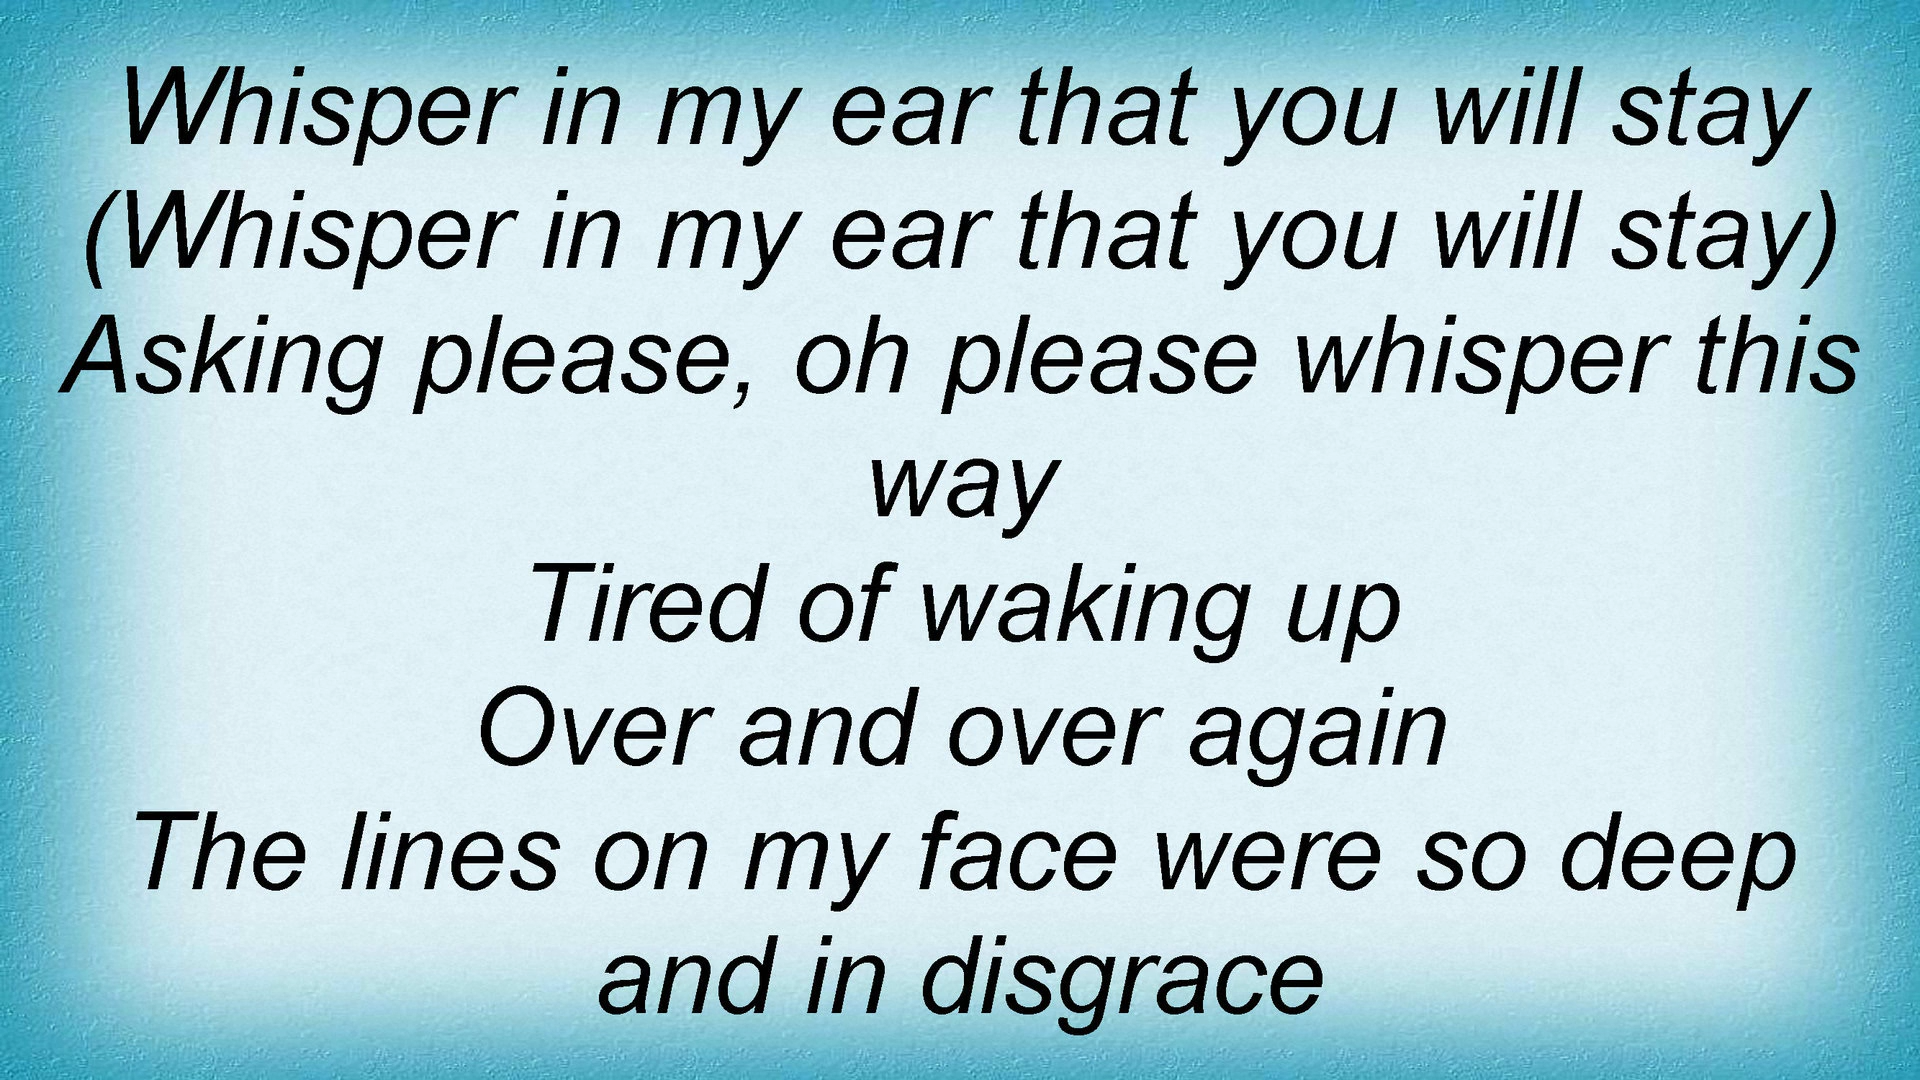 Whisper in my ear that you will stay
(Whisper in my ear that you will stay)
Asking please, oh please whisper this
way
Tired of waking up
Over and over again
The lines on my face were so deep
and in disgrace